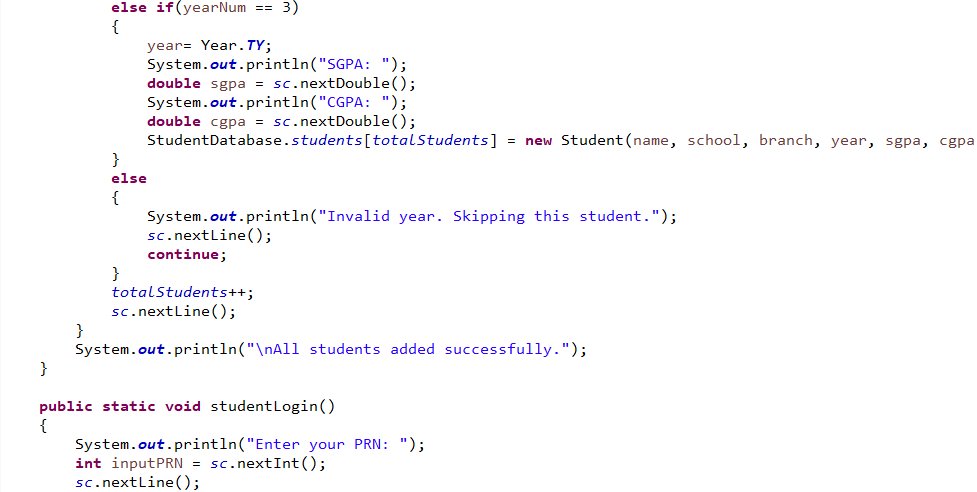 else if(yearNum == 3)
{
year= Year.TY;
System.out.println("SGPA: ");
double sgpa = sc.nextDouble();
System.out.println("CGPA: ");
double cgpa = sc.nextDouble();
StudentDatabase.students[totalStudents] = new Student(name, school, branch, year, sgpa, cgpa
}
else
{
System.out.println("Invalid year. Skipping this student.");
sc.nextLine();
continue;
}
totalStudents++;
sc.nextLine();
}
System.out.println("\nAll students added successfully.");
}
public static void studentLogin()
{
System.out.println("Enter your PRN: ");
int inputPRN = sc.nextInt();
sc.nextLine();